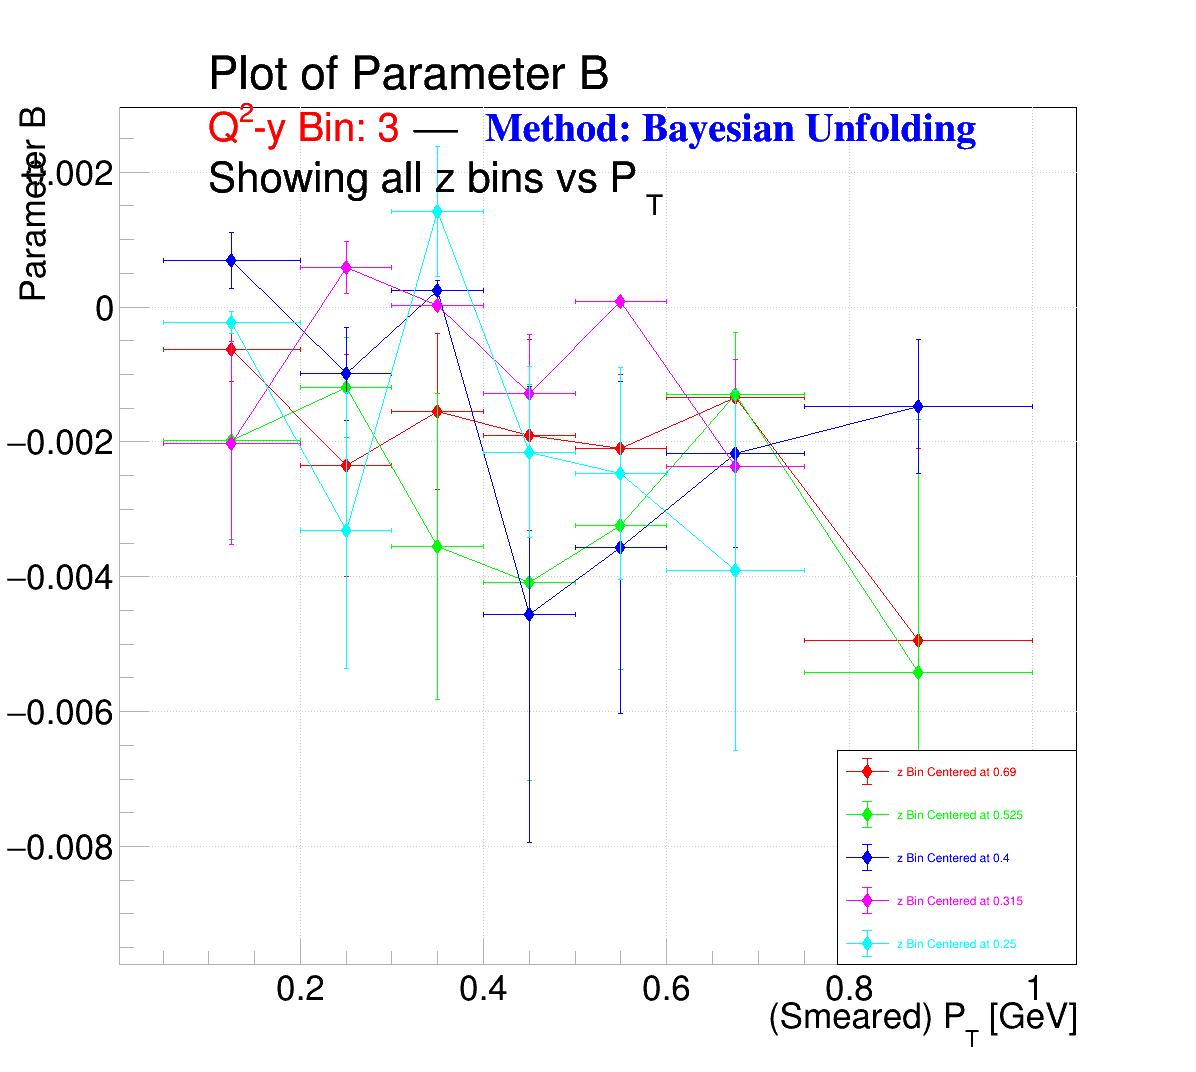 Plot of Parameter B
Q2-y Bin: 3 — Method: Bayesian Unfolding
Showing all z bins vs P T
Parameter B
0.002
0
−0.002
−0.004
−0.006
−0.008
z Bin Centered at 0.69
z Bin Centered at 0.525
z Bin Centered at 0.4
z Bin Centered at 0.315
z Bin Centered at 0.25
0.2 0.4 0.6 0.8 1
(Smeared) PT [GeV]